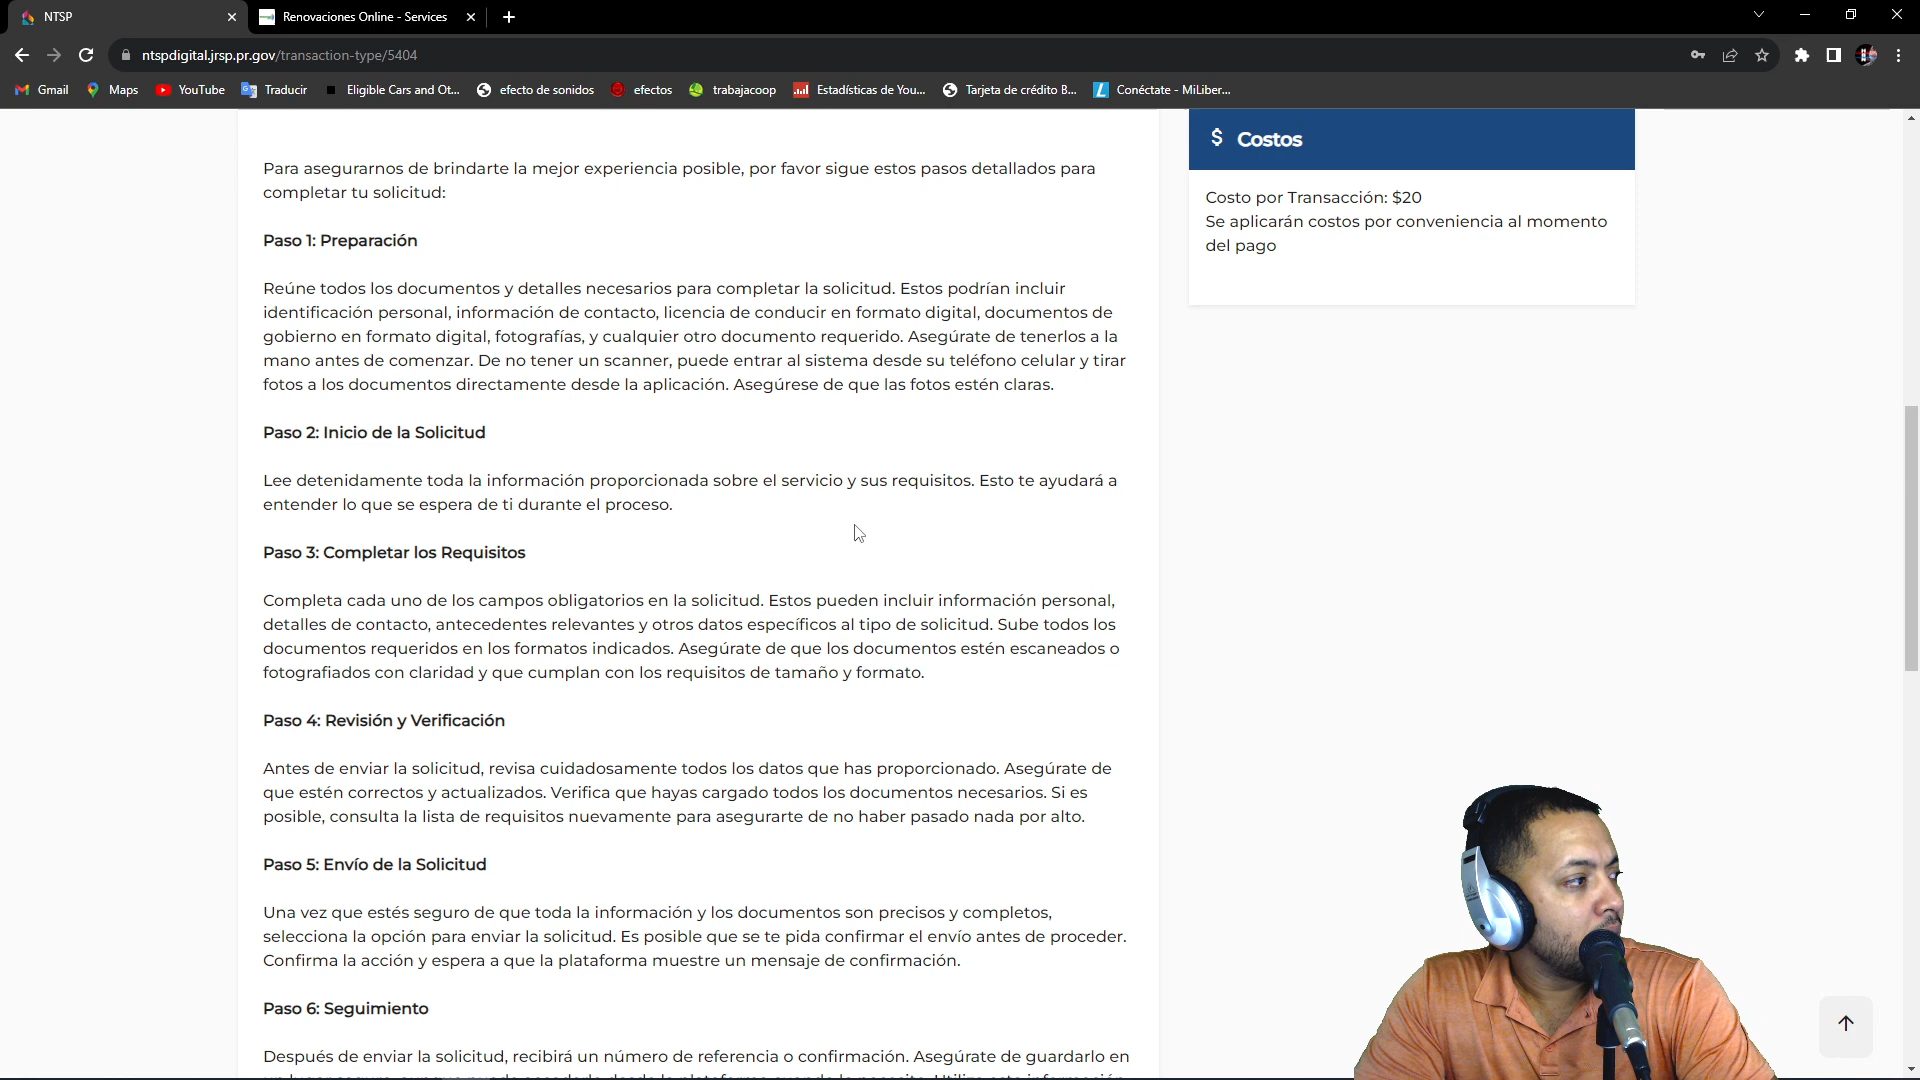 NTSP
Renovaciones Online - Services
ntspdigital.jrsp.pr.gov/transaction-type/5404
Gmail
Maps
YouTube
Traducir
Eligible Cars and Ot...
efecto de sonidos
efectos
trabajacoop
Estadísticas de You...
Tarjeta de crédito B...
Conéctate - MiLiber...
Para asegurarnos de brindarte la mejor experiencia posible, por favor sigue estos pasos detallados para
completar tu solicitud:
Paso 1: Preparación
Reúne todos los documentos y detalles necesarios para completar la solicitud. Estos podrían incluir
identificación personal, información de contacto, licencia de conducir en formato digital, documentos de
gobierno en formato digital, fotografías, y cualquier otro documento requerido. Asegúrate de tenerlos a la
mano antes de comenzar. De no tener un scanner, puede entrar al sistema desde su teléfono celular y tirar
fotos a los documentos directamente desde la aplicación. Asegúrese de que las fotos estén claras.
Paso 2: Inicio de la Solicitud
Lee detenidamente toda la información proporcionada sobre el servicio y sus requisitos. Esto te ayudará a
entender lo que se espera de ti durante el proceso.
Paso 3: Completar los Requisitos
Completa cada uno de los campos obligatorios en la solicitud. Estos pueden incluir información personal,
detalles de contacto, antecedentes relevantes y otros datos específicos al tipo de solicitud. Sube todos los
documentos requeridos en los formatos indicados. Asegúrate de que los documentos estén escaneados o
fotografiados con claridad y que cumplan con los requisitos de tamaño y formato.
Paso 4: Revisión y Verificación
Antes de enviar la solicitud, revisa cuidadosamente todos los datos que has proporcionado. Asegúrate de
que estén correctos y actualizados. Verifica que hayas cargado todos los documentos necesarios. Si es
posible, consulta la lista de requisitos nuevamente para asegurarte de no haber pasado nada por alto.
Paso 5: Envío de la Solicitud
Una vez que estés seguro de que toda la información y los documentos son precisos y completos,
selecciona la opción para enviar la solicitud. Es posible que se te pida confirmar el envío antes de proceder.
Confirma la acción y espera a que la plataforma muestre un mensaje de confirmación.
Paso 6: Seguimiento
Después de enviar la solicitud, recibirá un número de referencia o confirmación. Asegúrate de guardarlo en
$ Costos
Costo por Transacción: $20
Se aplicarán costos por conveniencia al momento
del pago